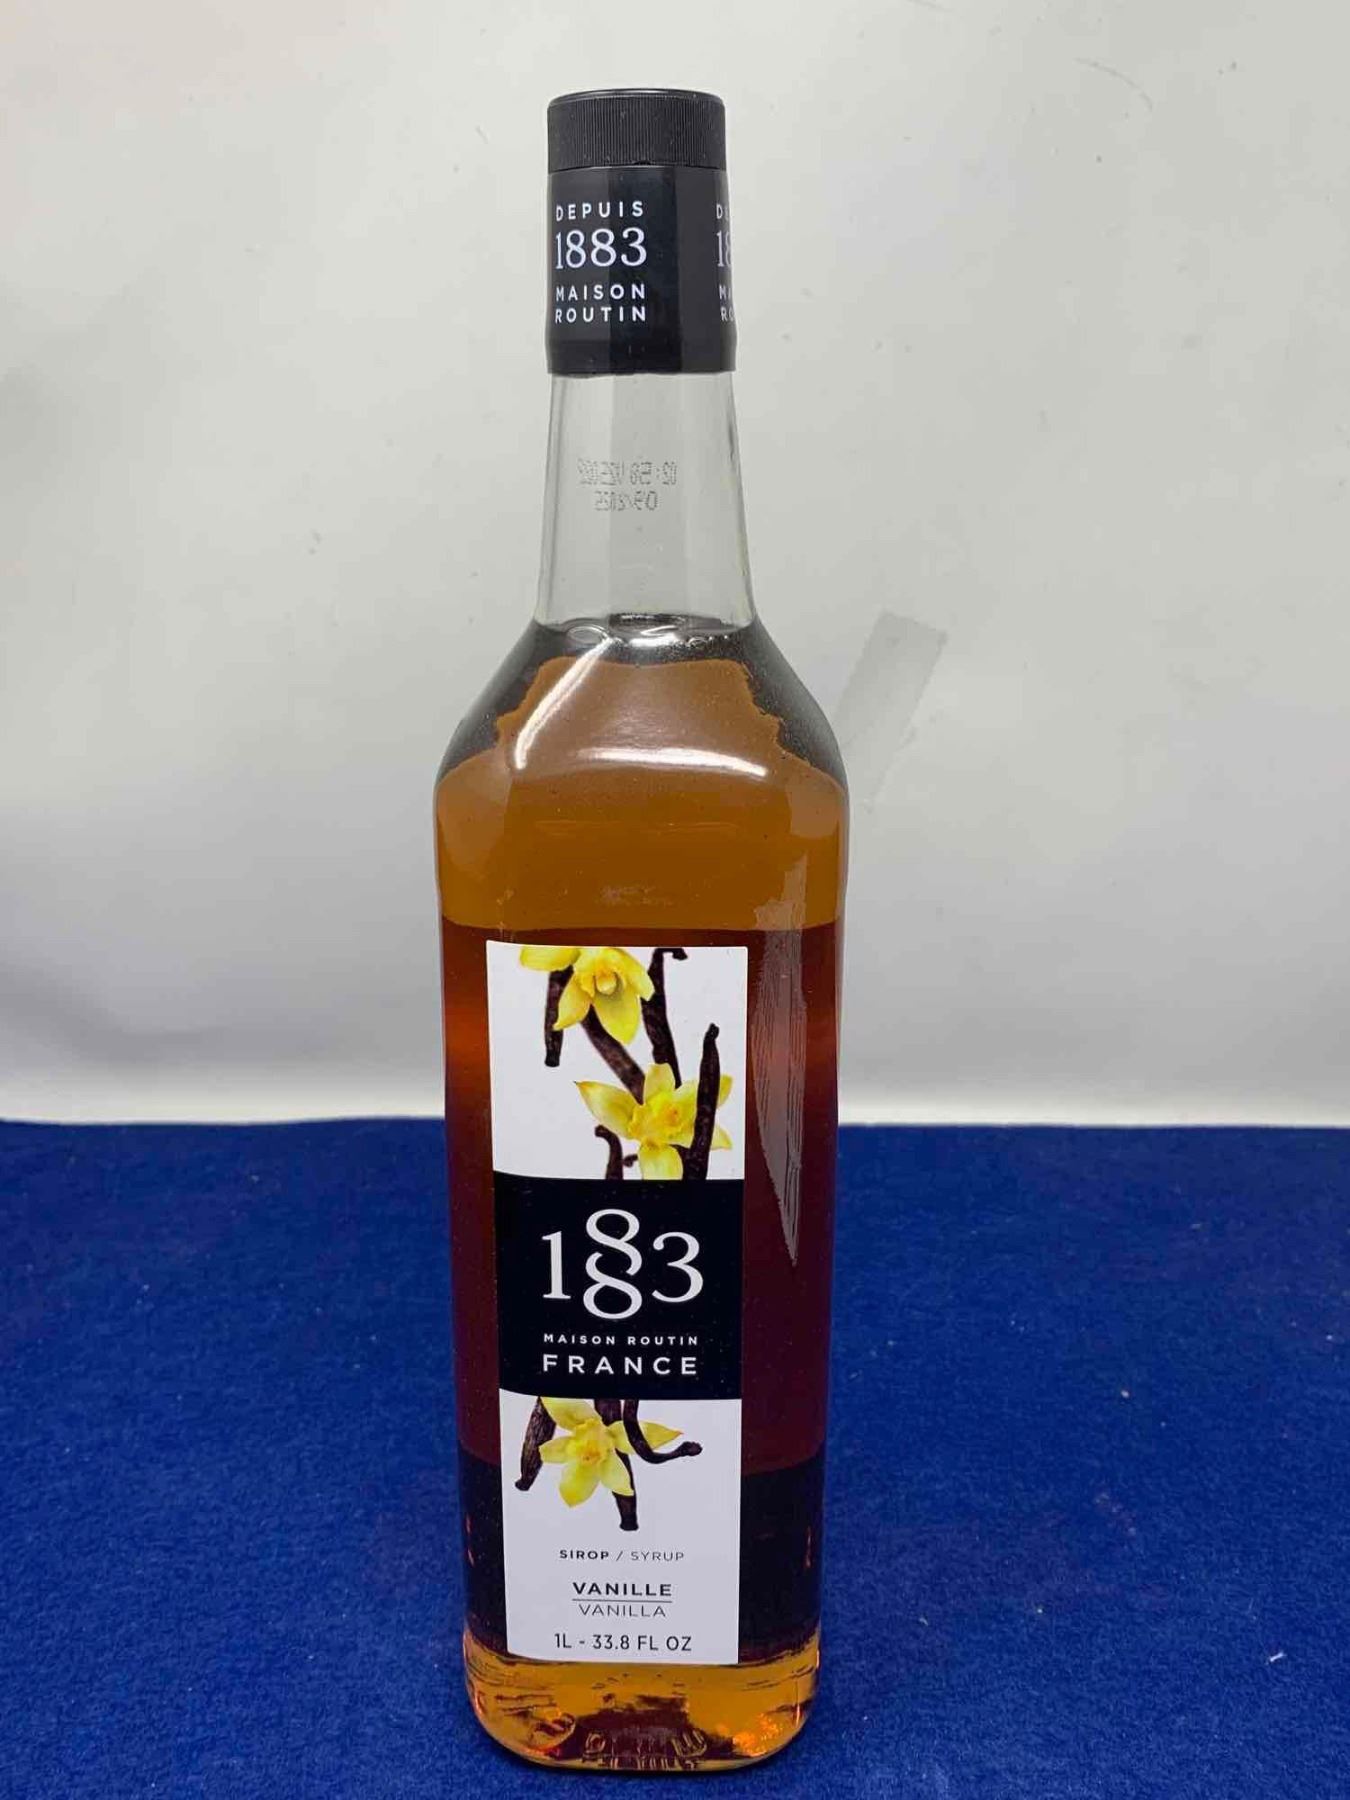 DEPUIS
1883
MAISON
ROUTIN
1883
MAISON ROUTIN
FRANCE
SIROP / SYRUP
VANILLE
VANILLA
1L - 33.8 FL OZ